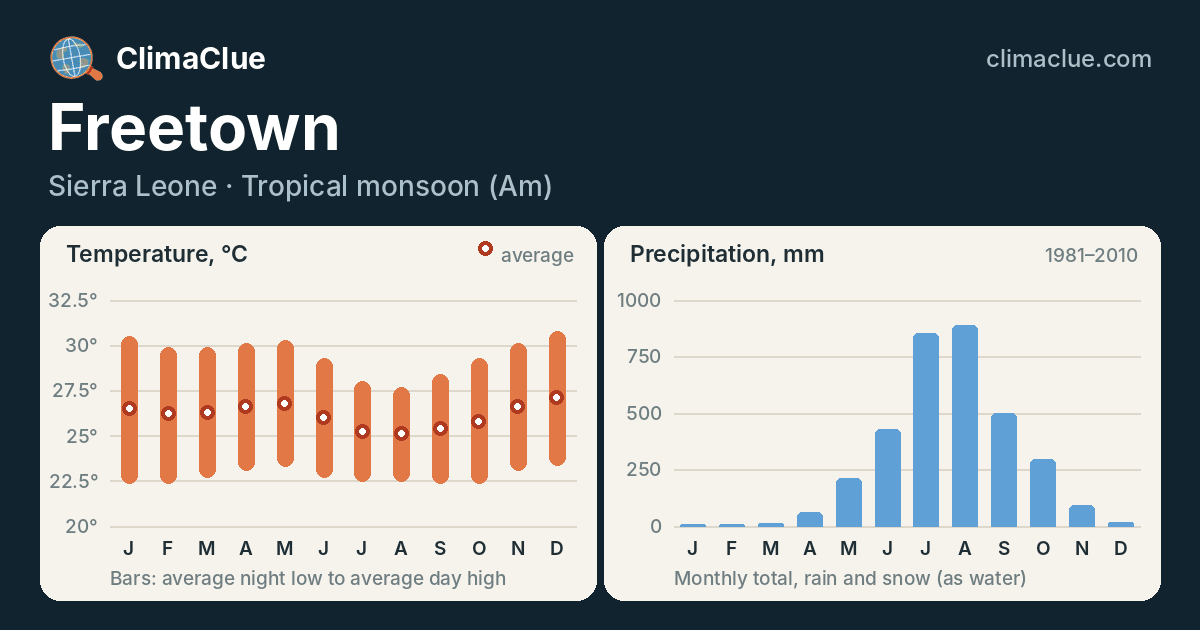 ClimaClue
climaclue.com
Freetown
Sierra Leone · Tropical monsoon (Am)
Temperature, °C
average
32.5°
30°
27.5°
25°
22.5°
20°
J F M A M J J A S O N D
Bars: average night low to average day high
Precipitation, mm
1981–2010
1000
750
500
250
0
J F M A M J J A S O N D
Monthly total, rain and snow (as water)